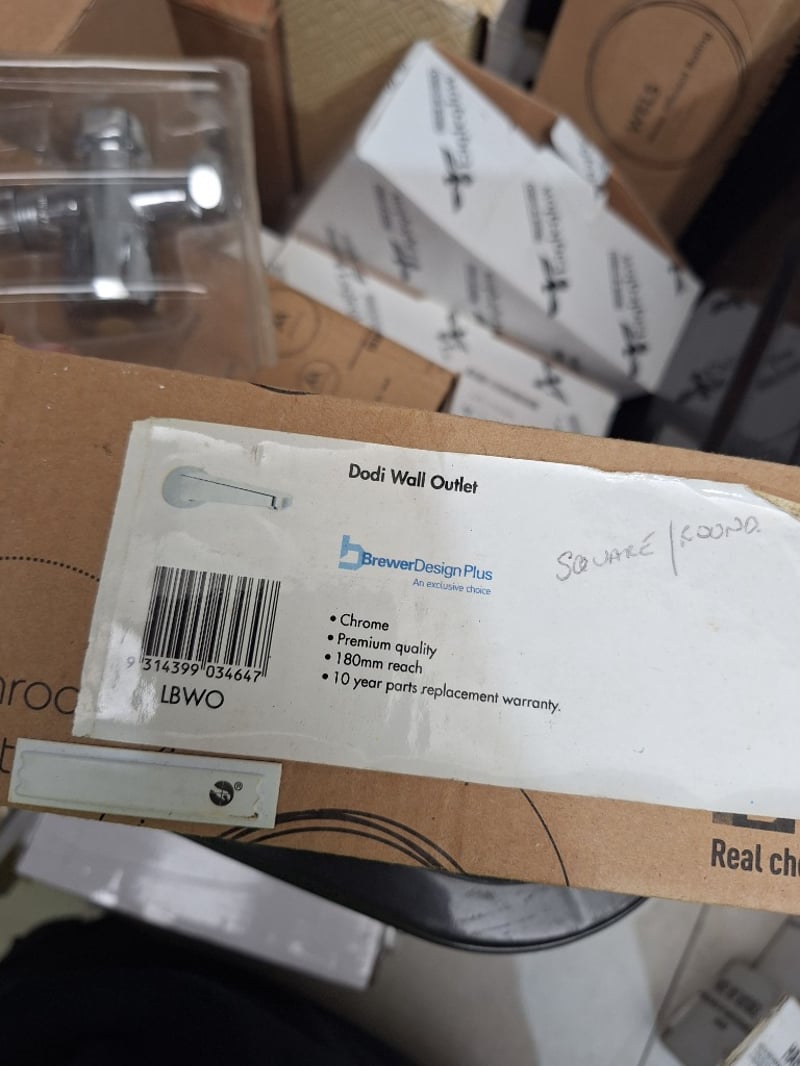 WELS
Dodi Wall Outlet
BrewerDesign Plus
An exclusive choice
SQUARE / ROUND
• Chrome
• Premium quality
• 180mm reach
• 10 year parts replacement warranty.
9 314399 034647
LBWO
®
Real